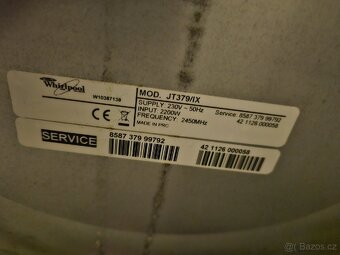 Whirlpool
W10387138
MOD. JT379/IX
SUPPLY 230V ~ 50Hz
INPUT: 2200W
FREQUENCY 2450MHz
MADE IN PRC
Service: 8587 379 99792
42 1126 000058
CE
SERVICE
8587 379 99792
42 1126 000058
Bazos.cz